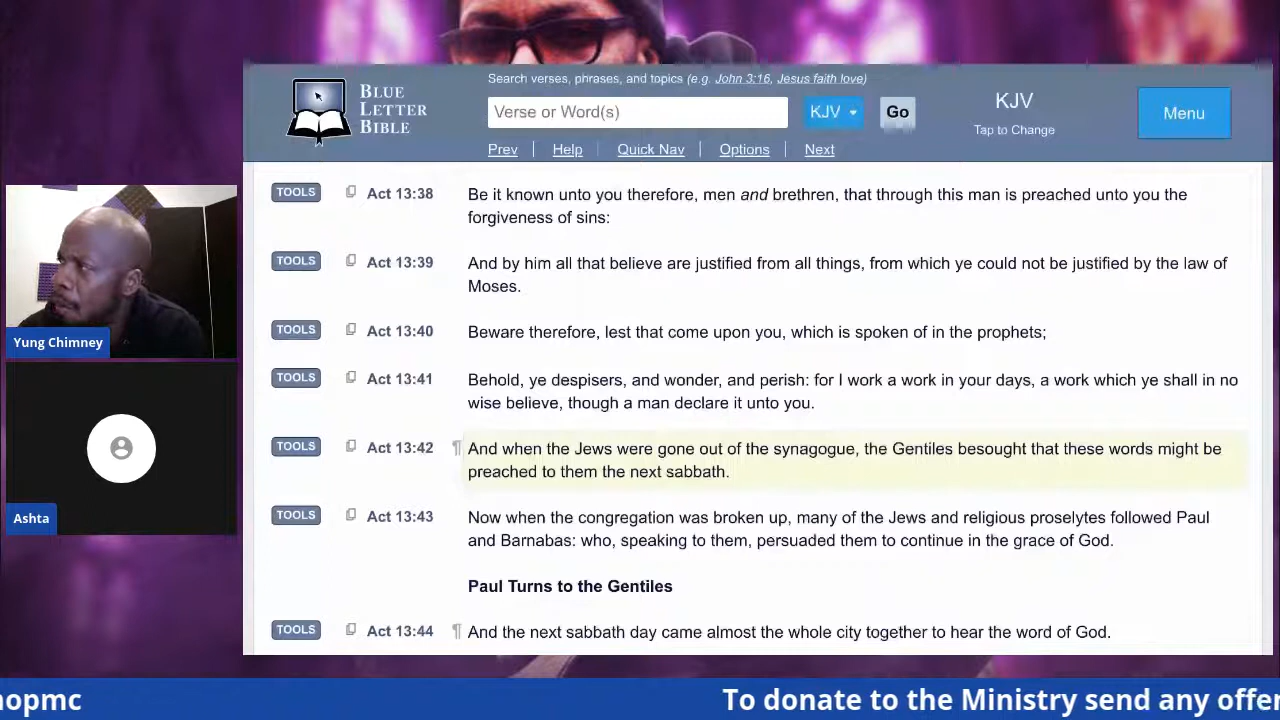 Search verses, phrases, and topics (e.g. John 3:16, Jesus faith love)
BLUE
LETTER
BIBLE
Verse or Word(s)
KJV
Go
KJV
Tap to Change
Menu
Prev
Help
Quick Nav
Options
Next
TOOLS Act 13:38 Be it known unto you therefore, men and brethren, that through this man is preached unto you the
forgiveness of sins:
TOOLS Act 13:39 And by him all that believe are justified from all things, from which ye could not be justified by the law of
Moses.
TOOLS Act 13:40 Beware therefore, lest that come upon you, which is spoken of in the prophets;
TOOLS Act 13:41 Behold, ye despisers, and wonder, and perish: for I work a work in your days, a work which ye shall in no
wise believe, though a man declare it unto you.
TOOLS Act 13:42 ¶ And when the Jews were gone out of the synagogue, the Gentiles besought that these words might be
preached to them the next sabbath.
TOOLS Act 13:43 Now when the congregation was broken up, many of the Jews and religious proselytes followed Paul
and Barnabas: who, speaking to them, persuaded them to continue in the grace of God.
Paul Turns to the Gentiles
TOOLS Act 13:44 ¶ And the next sabbath day came almost the whole city together to hear the word of God.
Yung Chimney
Ashta
nopmc To donate to the Ministry send any offer